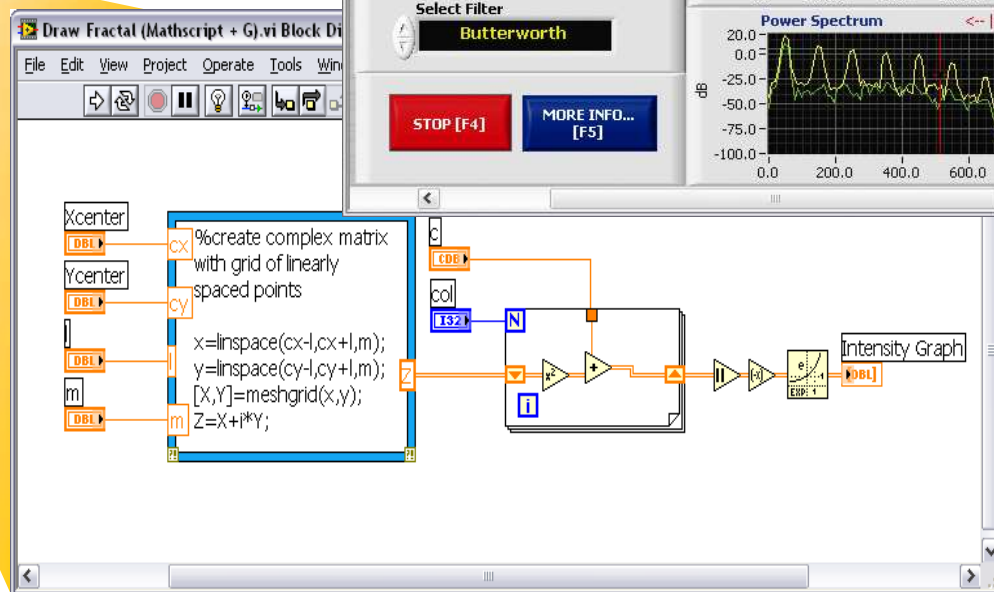 Select Filter
Butterworth
STOP [F4]
MORE INFO...
[F5]
Power Spectrum
<-- |
dB
20.0
0.0
-25.0
-50.0
-75.0
-100.0
0.0 200.0 400.0 600.0
Draw Fractal (Mathscript + G).vi Block Di
File Edit View Project Operate Tools Win
Xcenter
DBL
Ycenter
DBL
l
DBL
m
DBL
cx
cy
l
m
%create complex matrix
with grid of linearly
spaced points
x=linspace(cx-l,cx+l,m);
y=linspace(cy-l,cy+l,m);
[X,Y]=meshgrid(x,y);
Z=X+i*Y;
Z
c
CDB
col
I32
N
i
x²
+
||
(-x)
e
EXP -1
Intensity Graph
DBL]